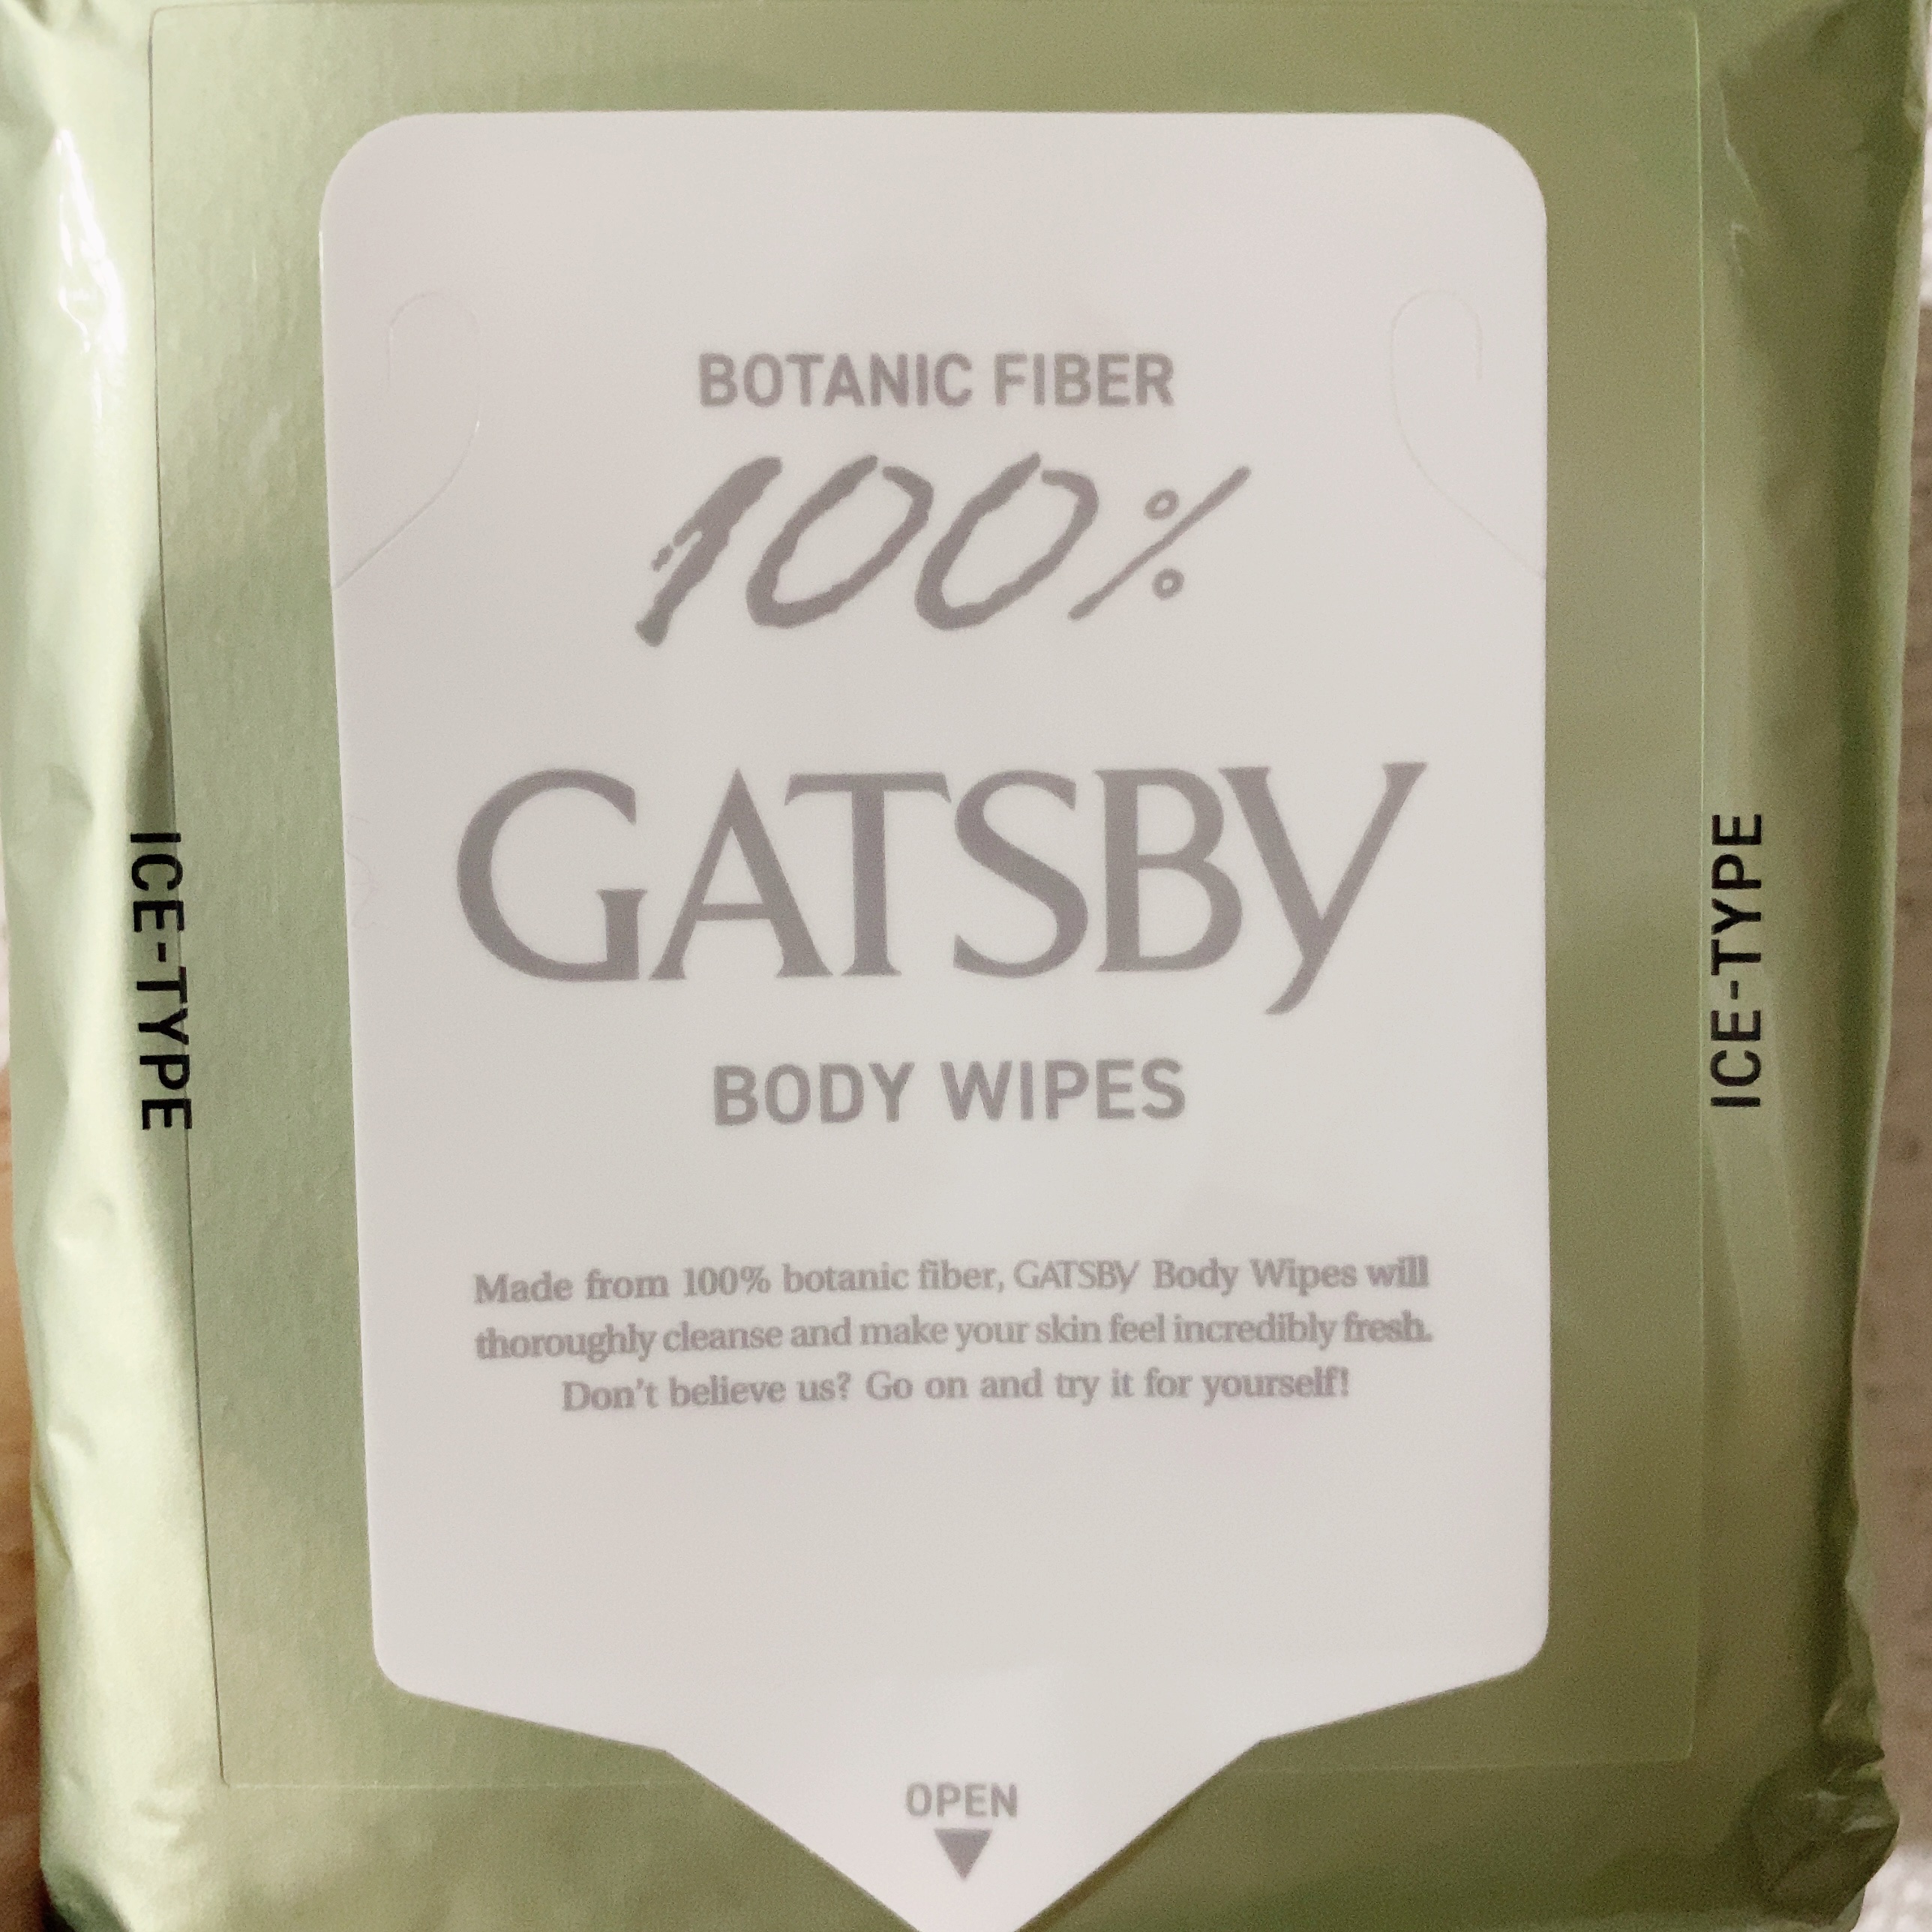 BOTANIC FIBER
100%
GATSBY
BODY WIPES
Made from 100% botanic fiber, GATSBY Body Wipes will
thoroughly cleanse and make your skin feel incredibly fresh.
Don't believe us? Go on and try it for yourself!
OPEN
ICE-TYPE
ICE-TYPE